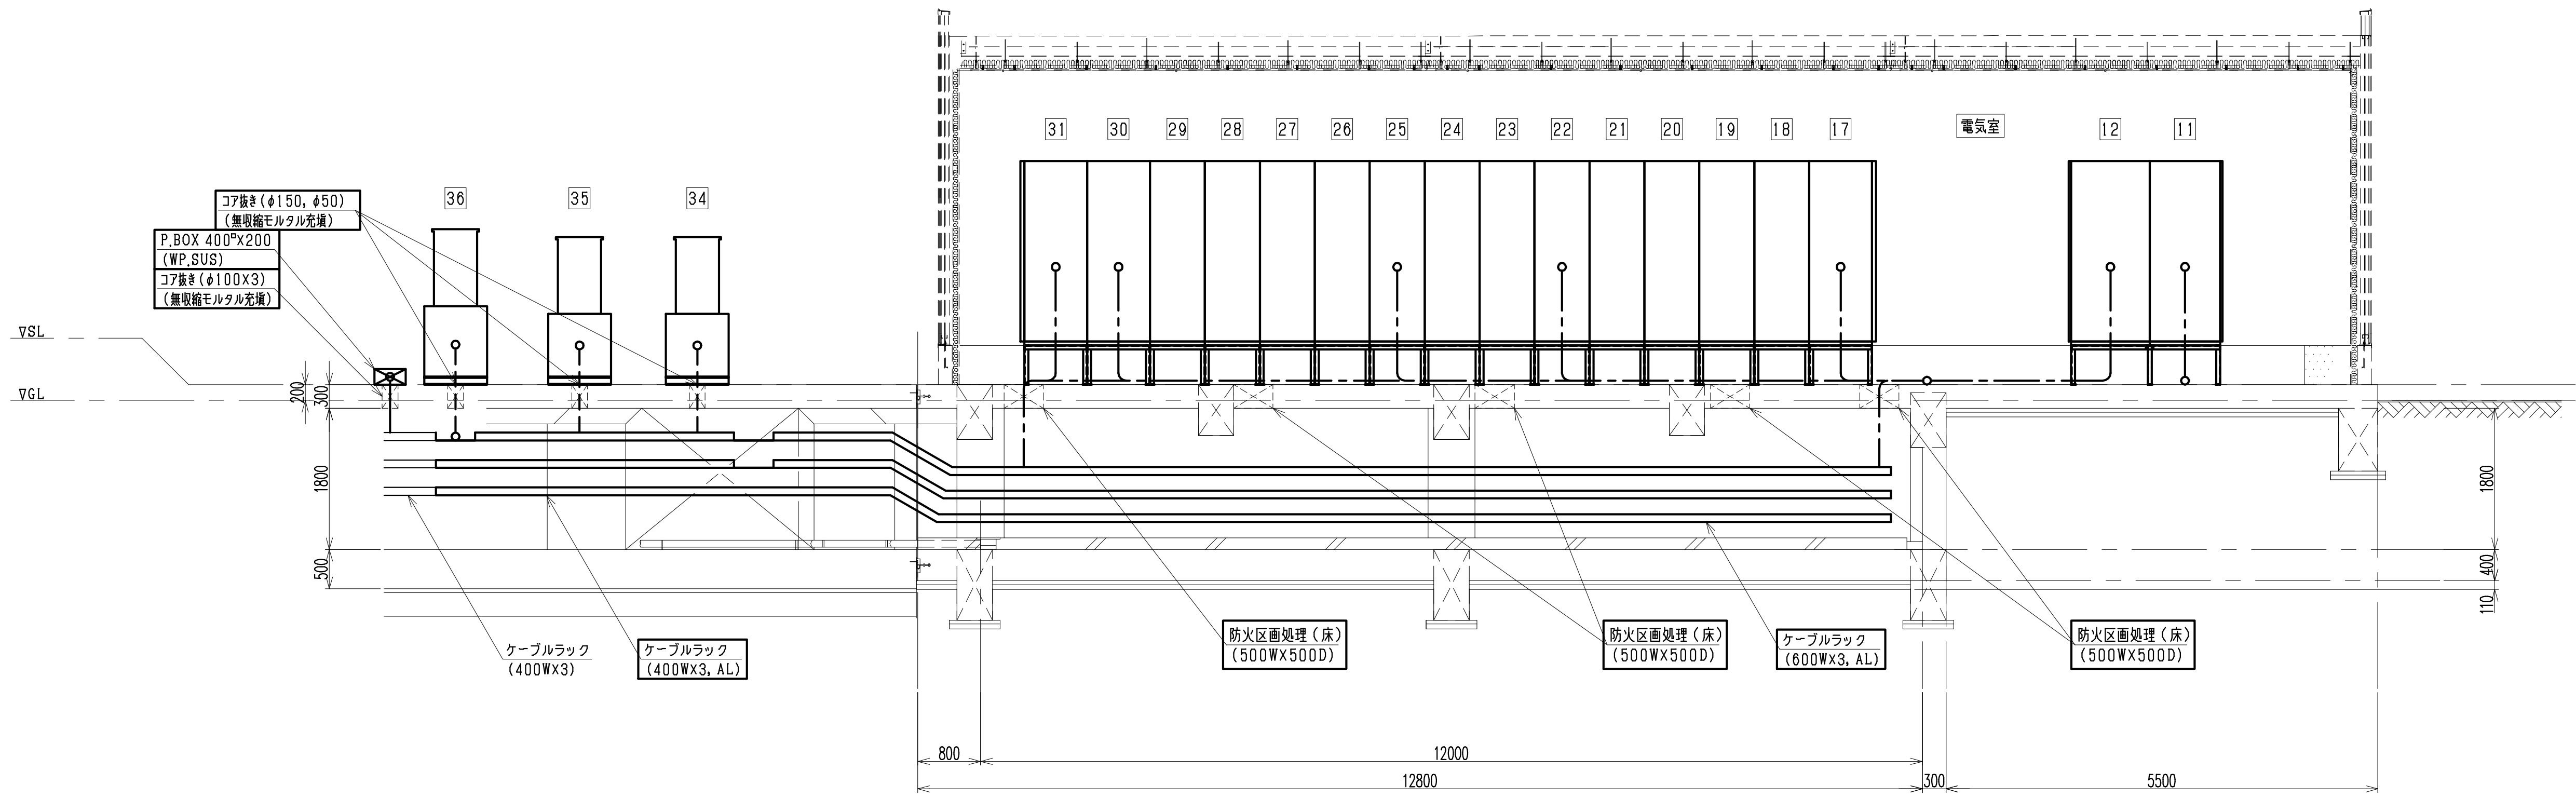 31 30 29 28 27 26 25 24 23 22 21 20 19 18 17 電気室 12 11
36 35 34
コア抜き(φ150, φ50)
(無収縮モルタル充塡)
P.BOX 400□X200
(WP.SUS)
コア抜き(φ100X3)
(無収縮モルタル充塡)
▽SL
▽GL
200
300
1800
500
1800
400
110
ケーブルラック
(400WX3)
ケーブルラック
(400WX3, AL)
防火区画処理(床)
(500WX500D)
防火区画処理(床)
(500WX500D)
ケーブルラック
(600WX3, AL)
防火区画処理(床)
(500WX500D)
800
12000
12800
300
5500